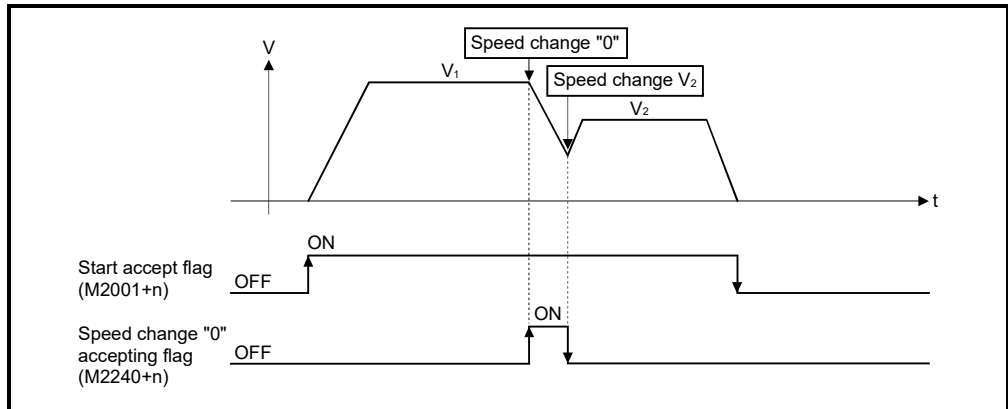 Speed change "0"
V
V1
Speed change V2
V2
t
ON
Start accept flag
(M2001+n)
OFF
ON
Speed change "0"
accepting flag
(M2240+n)
OFF